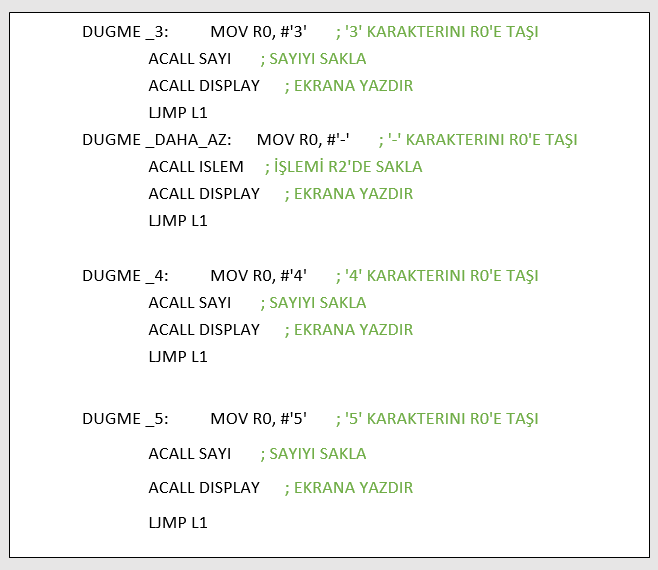 DUGME _3: MOV R0, #'3' ; '3' KARAKTERINI R0'E TAŞI
ACALL SAYI ; SAYIYI SAKLA
ACALL DISPLAY ; EKRANA YAZDIR
LJMP L1
DUGME _DAHA_AZ: MOV R0, #'-' ; '-' KARAKTERINI R0'E TAŞI
ACALL ISLEM ; İŞLEMİ R2'DE SAKLA
ACALL DISPLAY ; EKRANA YAZDIR
LJMP L1
DUGME _4: MOV R0, #'4' ; '4' KARAKTERINI R0'E TAŞI
ACALL SAYI ; SAYIYI SAKLA
ACALL DISPLAY ; EKRANA YAZDIR
LJMP L1
DUGME _5: MOV R0, #'5' ; '5' KARAKTERINI R0'E TAŞI
ACALL SAYI ; SAYIYI SAKLA
ACALL DISPLAY ; EKRANA YAZDIR
LJMP L1